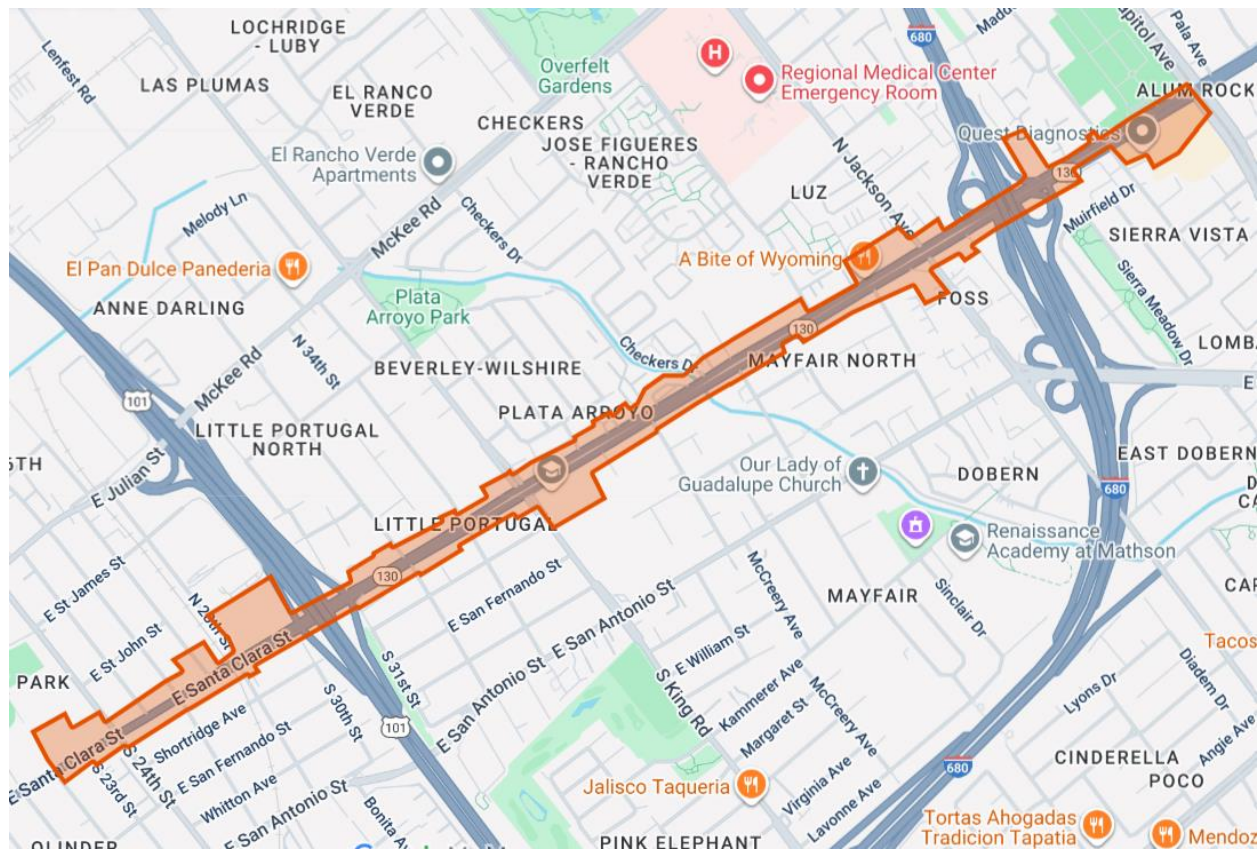 LOCHRIDGE
- LUBY
Lenfest Rd
LAS PLUMAS
EL RANCO
VERDE
Overfelt
Gardens
CHECKERS
H
Regional Medical Center
Emergency Room
680
Capitol Ave
Pala Ave
ALUM ROCK
Quest Diagnostics
JOSE FIGUERES
- RANCHO
VERDE
El Rancho Verde
Apartments
N Jackson Ave
LUZ
130
Muirfield Dr
SIERRA VISTA
Melody Ln
McKee Rd
Checkers Dr
El Pan Dulce Panederia
A Bite of Wyoming
ANNE DARLING
Plata
Arroyo Park
FOSS
Sierra Meadow Dr
130
Checkers Dr
MAYFAIR NORTH
N 34th St
McKee Rd
BEVERLEY-WILSHIRE
101
PLATA ARROYO
LITTLE PORTUGAL
NORTH
E Julian St
Our Lady of
Guadalupe Church
DOBERN
EAST DOBERN
680
LITTLE PORTUGAL
Renaissance
Academy at Mathson
130
E St James St
E San Fernando St
McCreery Ave
MAYFAIR
Sinclair Dr
N 28th St
E St John St
E San Antonio St
E William St
E Santa Clara St
S 31st St
PARK
S King Rd
Kammerer Ave
McCreery Ave
Lyons Dr
Diadem Dr
Tacos
S 30th St
101
E San Antonio St
Margaret St
Angie Ave
Shortridge Ave
E Santa Clara St
S 24th St
S 23rd St
E San Fernando St
Whitton Ave
680
CINDERELLA
POCO
Jalisco Taqueria
Virginia Ave
Lavonne Ave
E San Antonio St
Bonita Av
Tortas Ahogadas
Tradicion Tapatia
PINK ELEPHANT